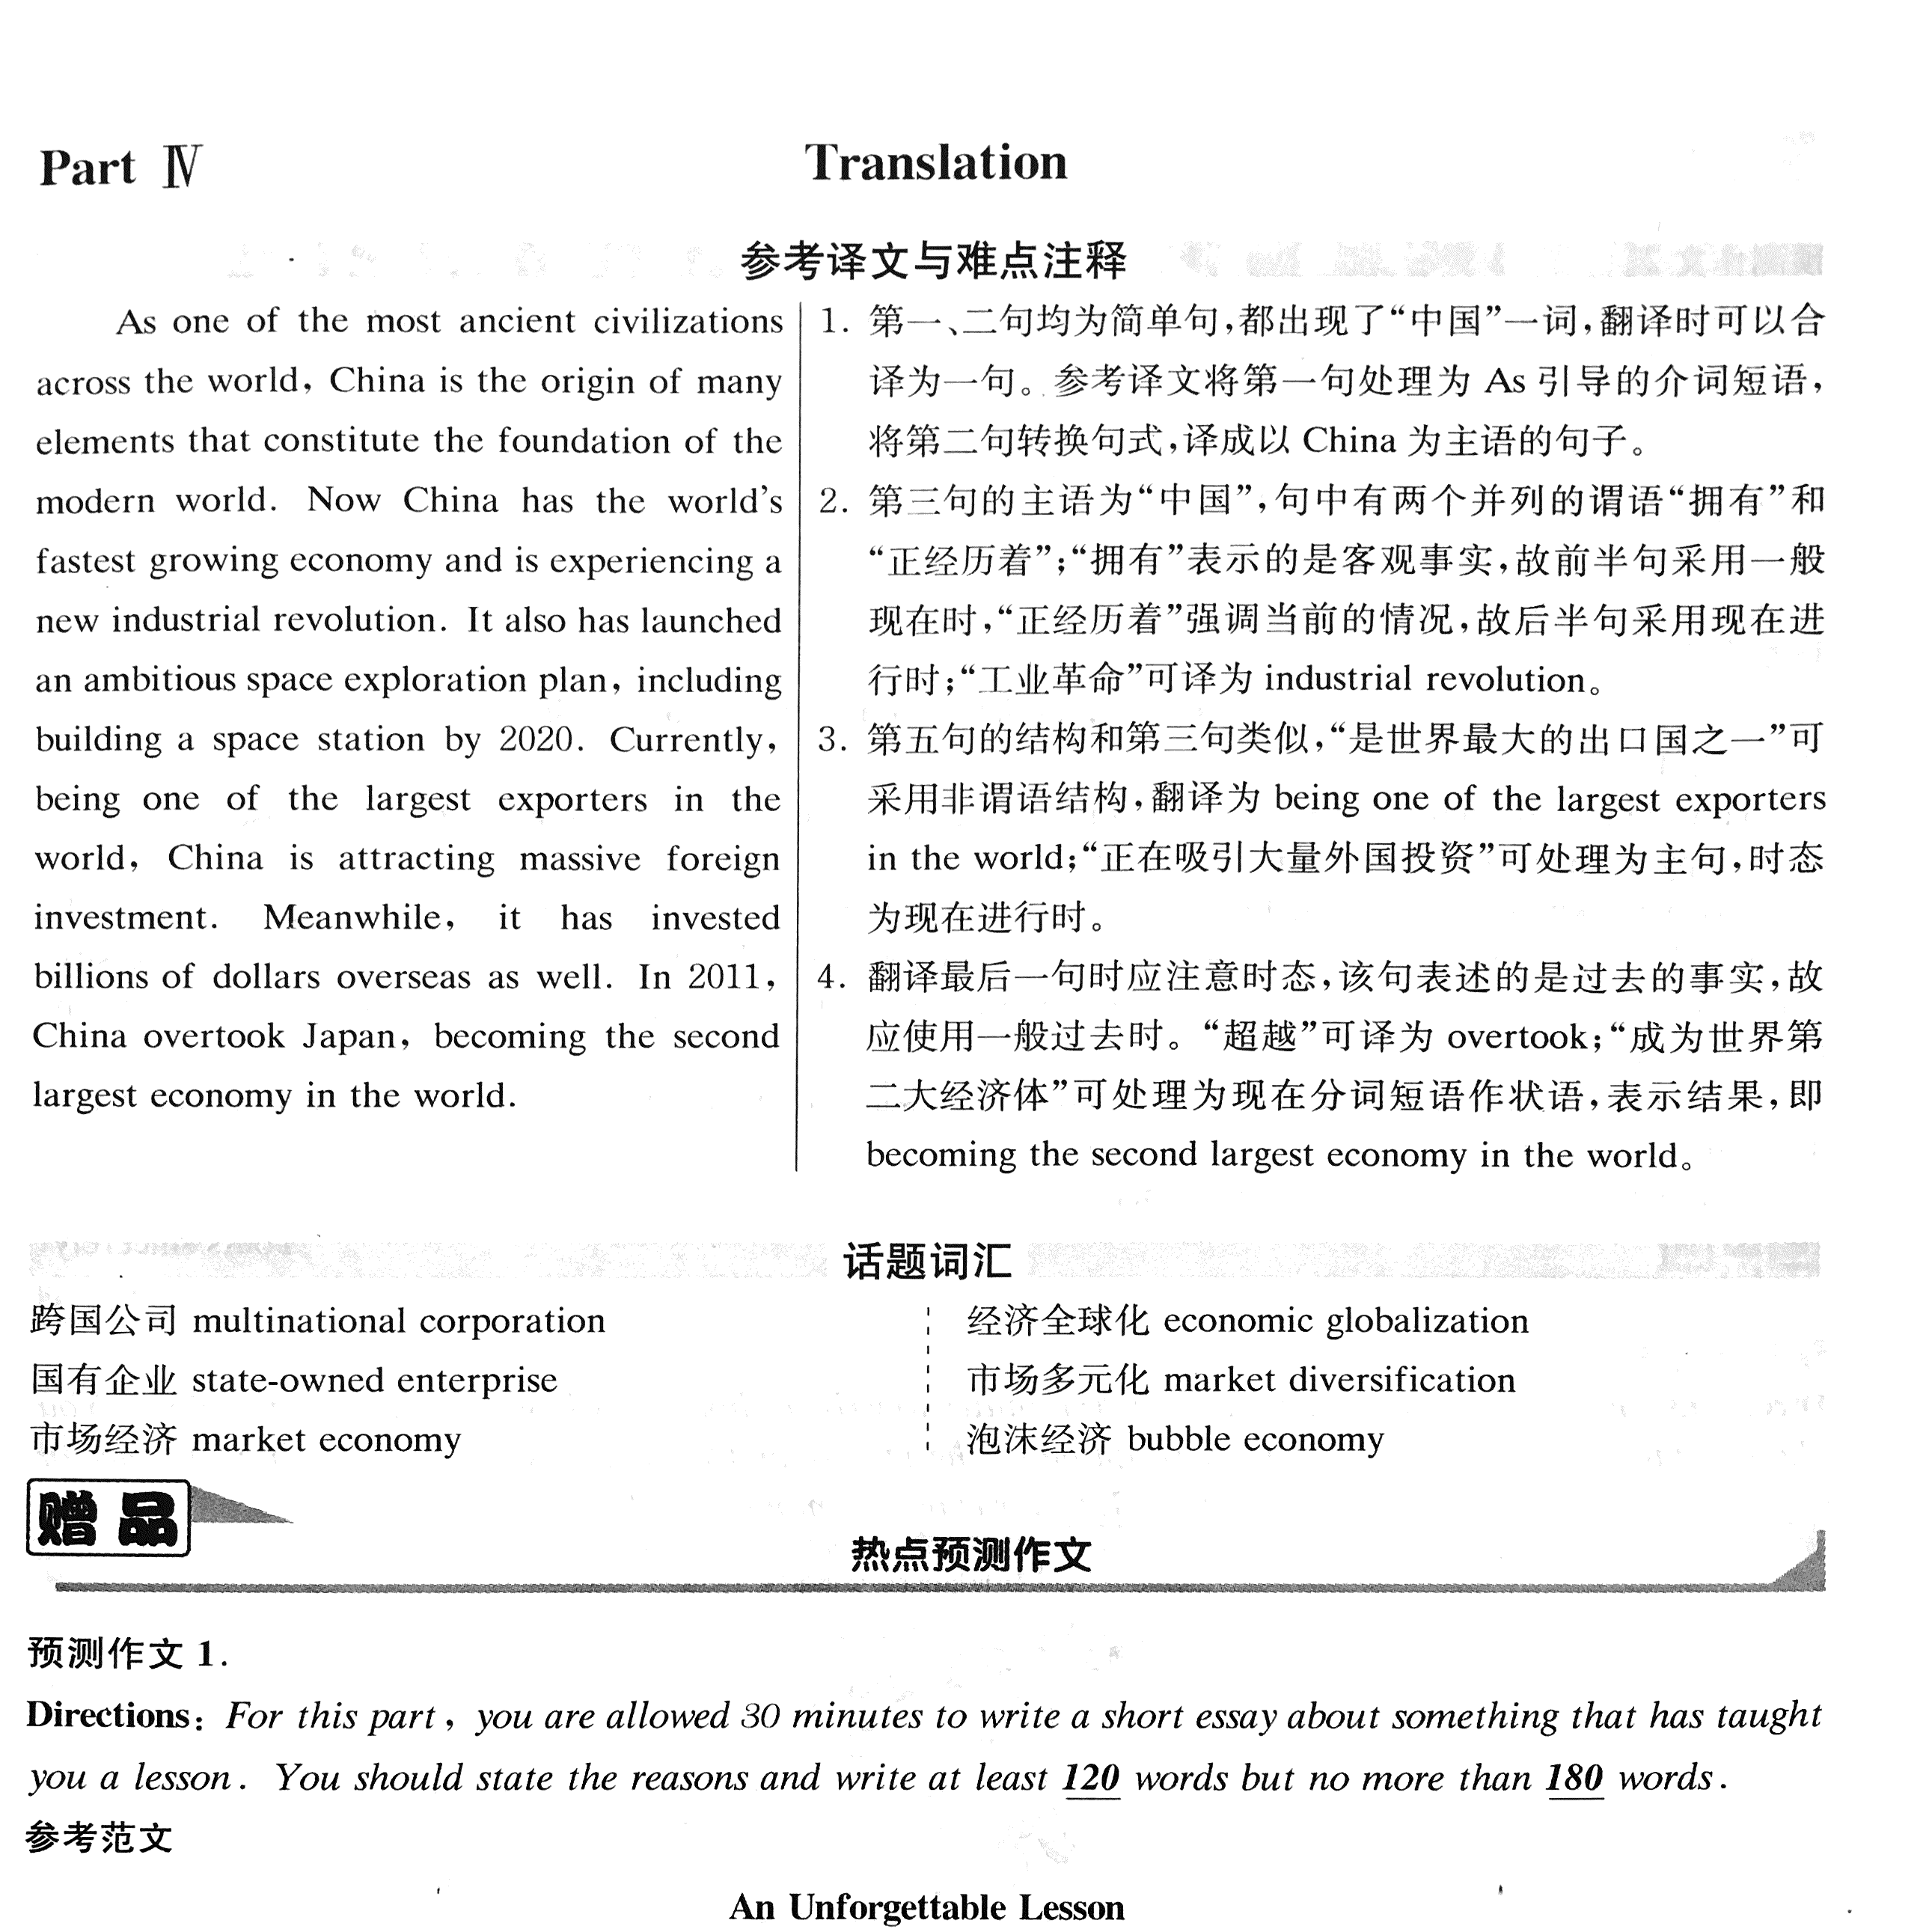 Part Ⅳ
Translation
参考译文与难点注释
As one of the most ancient civilizations
across the world, China is the origin of many
elements that constitute the foundation of the
modern world. Now China has the world's
fastest growing economy and is experiencing a
new industrial revolution. It also has launched
an ambitious space exploration plan, including
building a space station by 2020. Currently,
being one of the largest exporters in the
world, China is attracting massive foreign
investment. Meanwhile, it has invested
billions of dollars overseas as well. In 2011,
China overtook Japan, becoming the second
largest economy in the world.
1. 第一、二句均为简单句,都出现了“中国”一词,翻译时可以合
译为一句。参考译文将第一句处理为 As 引导的介词短语,
将第二句转换句式,译成以 China 为主语的句子。
2. 第三句的主语为“中国”,句中有两个并列的谓语“拥有”和
“正经历着”;“拥有”表示的是客观事实,故前半句采用一般
现在时,“正经历着”强调当前的情况,故后半句采用现在进
行时;“工业革命”可译为 industrial revolution。
3. 第五句的结构和第三句类似,“是世界最大的出口国之一”可
采用非谓语结构,翻译为 being one of the largest exporters
in the world;“正在吸引大量外国投资”可处理为主句,时态
为现在进行时。
4. 翻译最后一句时应注意时态,该句表述的是过去的事实,故
应使用一般过去时。“超越”可译为 overtook;“成为世界第
二大经济体”可处理为现在分词短语作状语,表示结果,即
becoming the second largest economy in the world。
话题词汇
跨国公司 multinational corporation
国有企业 state-owned enterprise
市场经济 market economy
经济全球化 economic globalization
市场多元化 market diversification
泡沫经济 bubble economy
赠品
热点预测作文
预测作文 1.
Directions: For this part, you are allowed 30 minutes to write a short essay about something that has taught
you a lesson. You should state the reasons and write at least 120 words but no more than 180 words.
参考范文
An Unforgettable Lesson